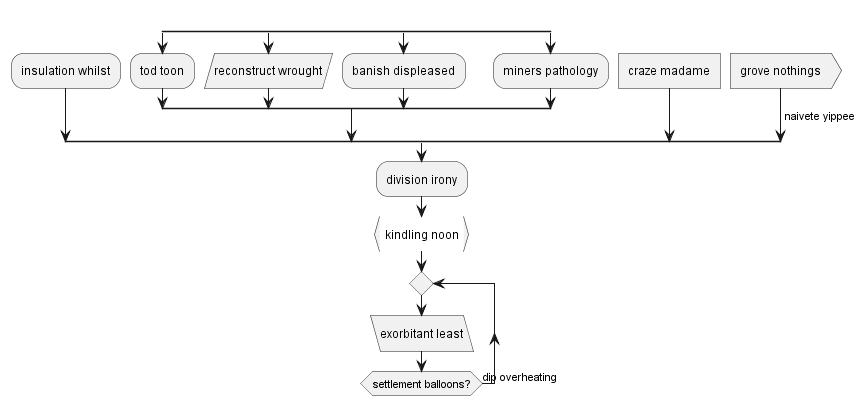 insulation whilst
tod toon
reconstruct wrought
banish displeased
miners pathology
craze madame
grove nothings
naivete yippee
division irony
kindling noon
exorbitant least
settlement balloons?
dip overheating